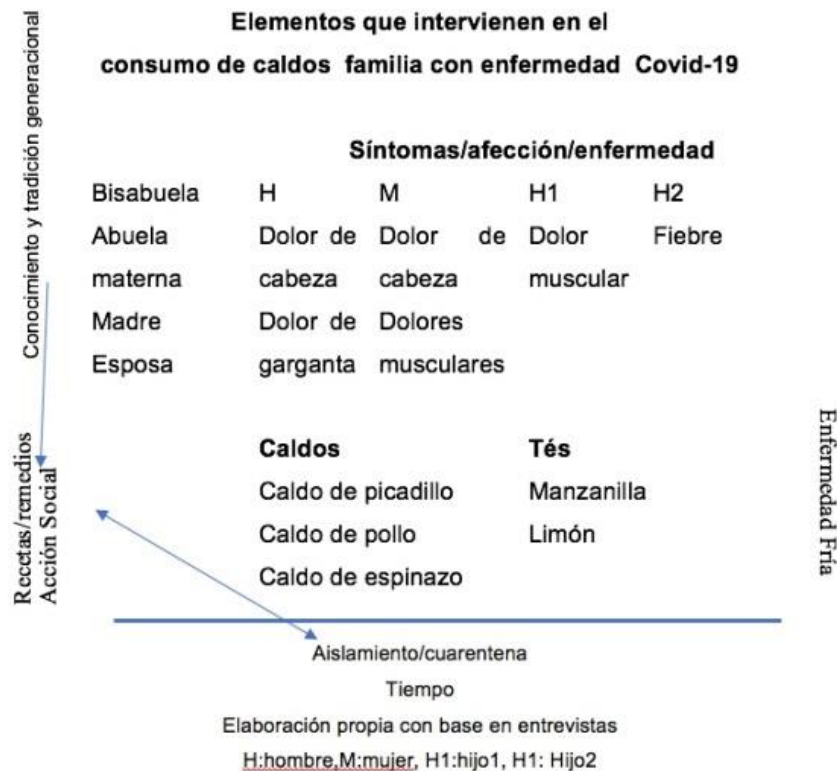 Elementos que intervienen en el
consumo de caldos familia con enfermedad Covid-19
Conocimiento y tradición generacional
Síntomas/afección/enfermedad
Bisabuela H M H1 H2
Abuela Dolor de Dolor de Dolor Fiebre
materna cabeza cabeza muscular
Madre Dolor de Dolores
Esposa garganta musculares
Recetas/remedios
Acción Social
Enfermedad Fría
Caldos Tés
Caldo de picadillo Manzanilla
Caldo de pollo Limón
Caldo de espinazo
Aislamiento/cuarentena
Tiempo
Elaboración propia con base en entrevistas
H:hombre,M:mujer, H1:hijo1, H1: Hijo2